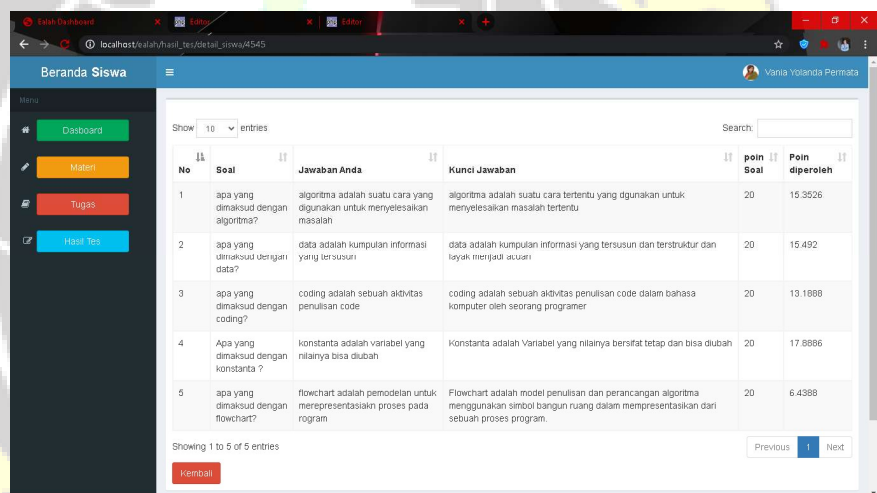 Ealah Dashboard
Editor
Editor
localhost/ealah/hasil_tes/detail_siswa/4545
Beranda Siswa
Vania Yolanda Permata
Menu
Dasboard
Materi
Tugas
Hasil Tes
Show 10 entries
Search:
No Soal Jawaban Anda Kunci Jawaban poin Soal Poin diperoleh
1
apa yang
dimaksud dengan
algoritma?
algoritma adalah suatu cara yang
digunakan untuk menyelesaikan
masalah
algoritma adalah suatu cara tertentu yang dgunakan untuk
menyelesaikan masalah tertentu
20
15.3526
2
apa yang
dimaksud dengan
data?
data adalah kumpulan informasi
yang tersusun
data adalah kumpulan informasi yang tersusun dan terstruktur dan
layak menjadi acuan
20
15.492
3
apa yang
dimaksud dengan
coding?
coding adalah sebuah aktivitas
penulisan code
coding adalah sebuah aktivitas penulisan code dalam bahasa
komputer oleh seorang programer
20
13.1888
4
Apa yang
dimaksud dengan
konstanta ?
konstanta adalah variabel yang
nilainya bisa diubah
Konstanta adalah Variabel yang nilainya bersifat tetap dan bisa diubah
20
17.8886
5
apa yang
dimaksud dengan
flowchart?
flowchart adalah pemodelan untuk
merepresentasiakn proses pada
rogram
Flowchart adalah model penulisan dan perancangan algoritma
menggunakan simbol bangun ruang dalam mempresentasikan dari
sebuah proses program.
20
6.4388
Showing 1 to 5 of 5 entries
Previous 1 Next
Kembali